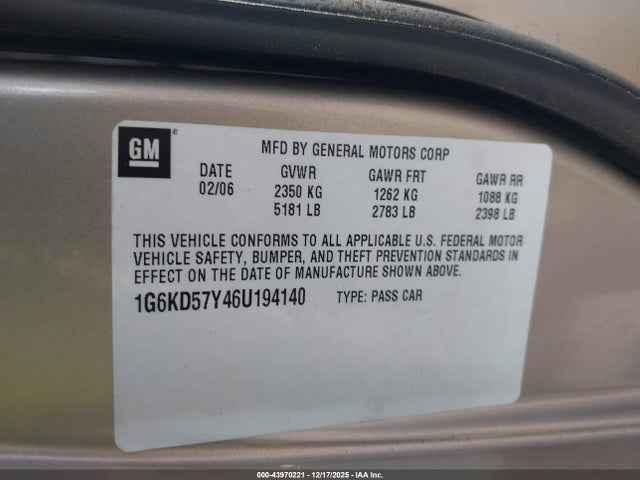 GM
MFD BY GENERAL MOTORS CORP
DATE GVWR GAWR FRT GAWR RR
02/06 2350 KG 1262 KG 1088 KG
5181 LB 2783 LB 2398 LB
THIS VEHICLE CONFORMS TO ALL APPLICABLE U.S. FEDERAL MOTOR
VEHICLE SAFETY, BUMPER, AND THEFT PREVENTION STANDARDS IN
EFFECT ON THE DATE OF MANUFACTURE SHOWN ABOVE.
1G6KD57Y46U194140 TYPE: PASS CAR
000-43970221 - 12/17/2025 - IAAI.COM